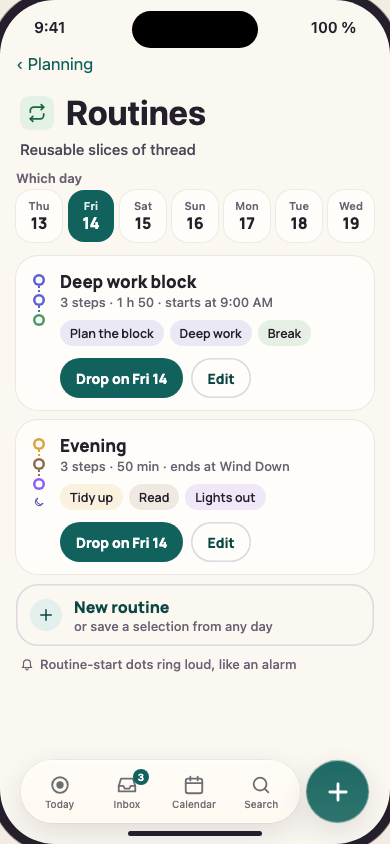 9:41
100 %
‹ Planning
Routines
Reusable slices of thread
Which day
Thu Fri Sat Sun Mon Tue Wed
13 14 15 16 17 18 19
Deep work block
3 steps · 1 h 50 · starts at 9:00 AM
Plan the block Deep work Break
Drop on Fri 14 Edit
Evening
3 steps · 50 min · ends at Wind Down
Tidy up Read Lights out
Drop on Fri 14 Edit
New routine
or save a selection from any day
Routine-start dots ring loud, like an alarm
3
Today Inbox Calendar Search